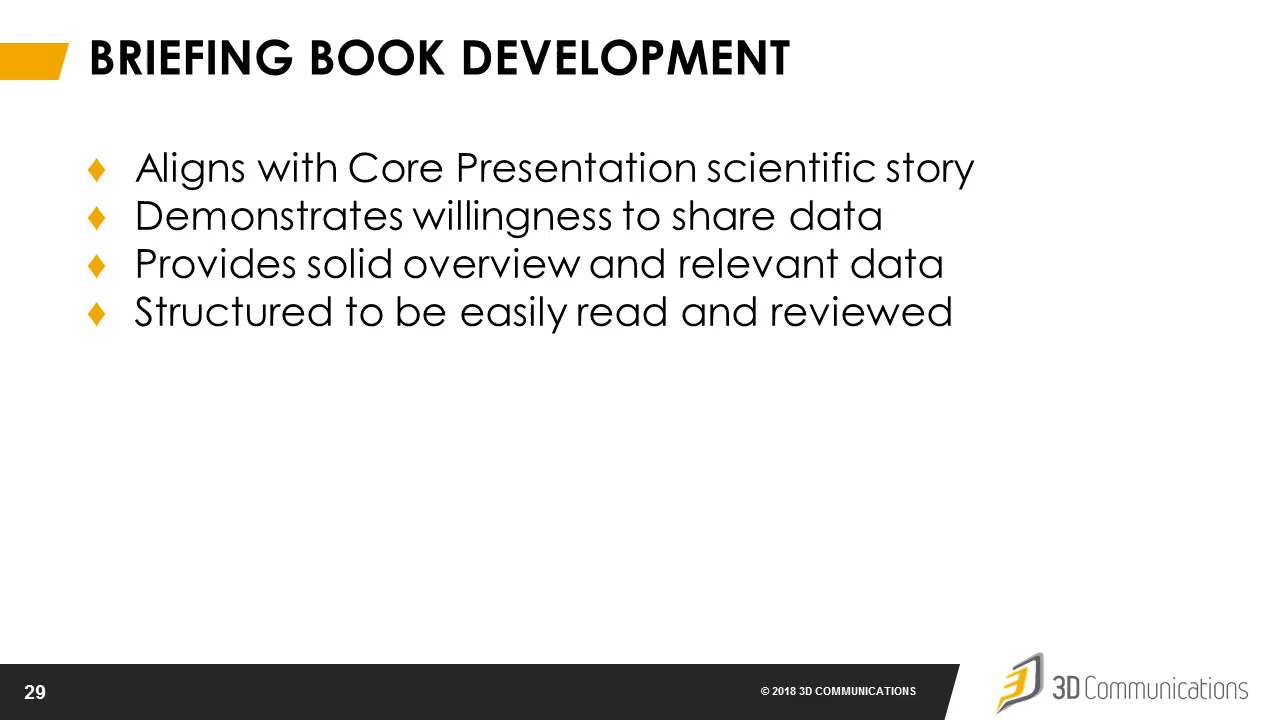 BRIEFING BOOK DEVELOPMENT
♦ Aligns with Core Presentation scientific story
♦ Demonstrates willingness to share data
♦ Provides solid overview and relevant data
♦ Structured to be easily read and reviewed
29
© 2018 3D COMMUNICATIONS
3D Communications